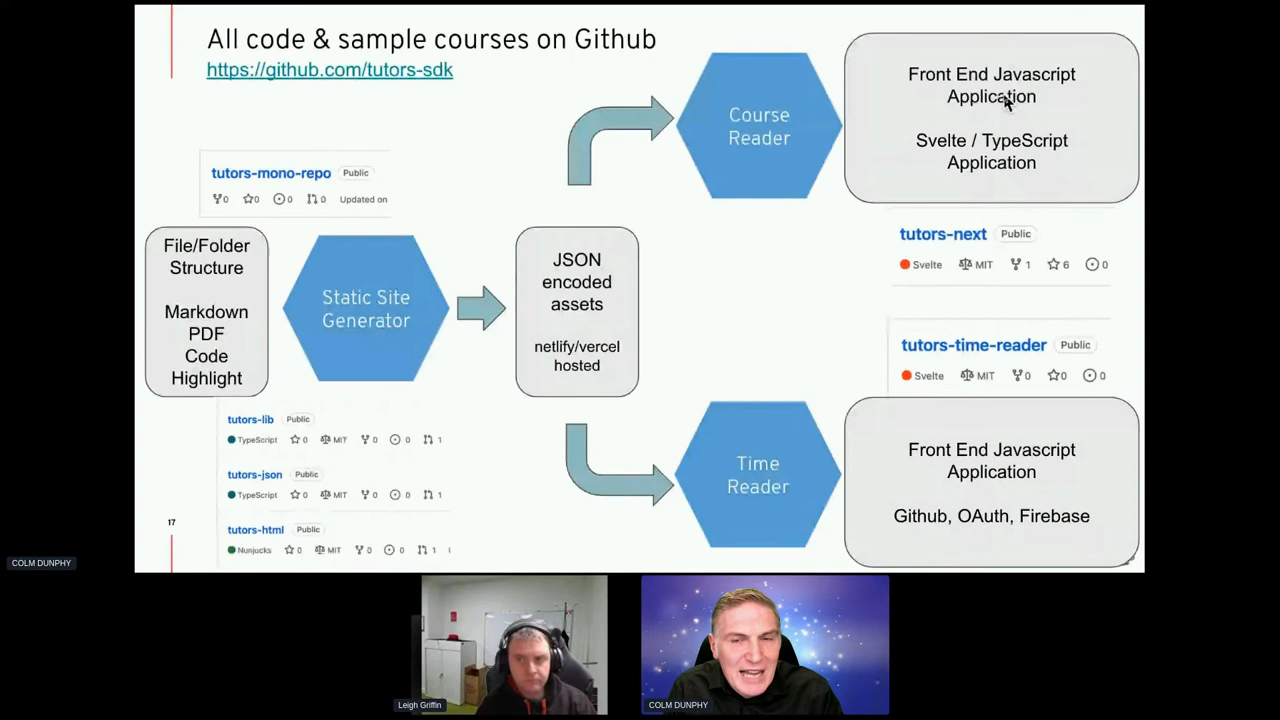 All code & sample courses on Github
https://github.com/tutors-sdk
tutors-mono-repo Public
0 0 0 0 Updated on
File/Folder
Structure
Markdown
PDF
Code
Highlight
Static Site
Generator
JSON
encoded
assets
netlify/vercel
hosted
Course
Reader
Front End Javascript
Application
Svelte / TypeScript
Application
tutors-next Public
Svelte MIT 1 6 0
tutors-time-reader Public
Svelte MIT 0 0 0
Time
Reader
Front End Javascript
Application
Github, OAuth, Firebase
tutors-lib Public
TypeScript 0 MIT 0 0 1
tutors-json Public
TypeScript 0 MIT 0 0 1
tutors-html Public
Nunjucks 0 MIT 0 0 1
17
COLM DUNPHY
Leigh Griffin
COLM DUNPHY